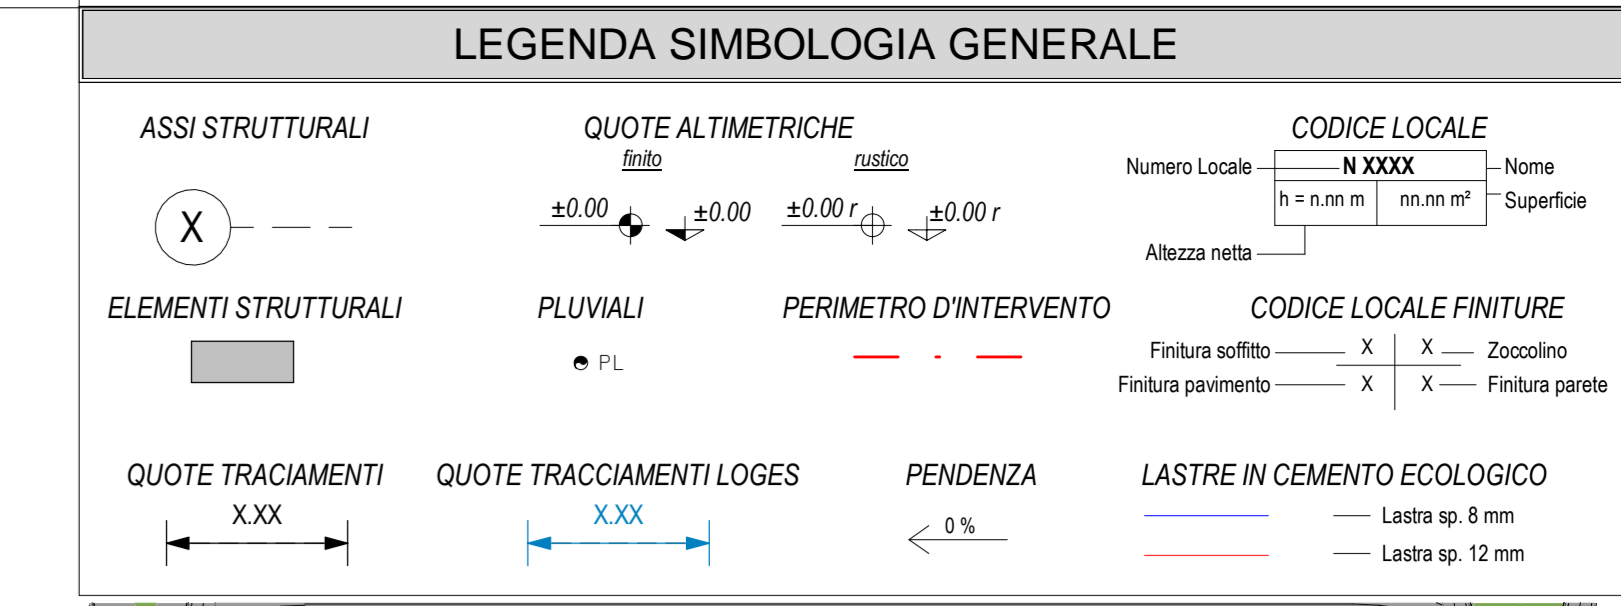 LEGENDA SIMBOLOGIA GENERALE
ASSI STRUTTURALI
X
QUOTE ALTIMETRICHE
finito
rustico
±0.00
±0.00
±0.00 r
±0.00 r
CODICE LOCALE
Numero Locale
N XXXX
Nome
h = n.nn m
nn.nn m²
Superficie
Altezza netta
ELEMENTI STRUTTURALI
PLUVIALI
PL
PERIMETRO D'INTERVENTO
CODICE LOCALE FINITURE
Finitura soffitto
X
X
Zoccolino
Finitura pavimento
X
X
Finitura parete
QUOTE TRACIAMENTI
X.XX
QUOTE TRACCIAMENTI LOGES
X.XX
PENDENZA
0 %
LASTRE IN CEMENTO ECOLOGICO
Lastra sp. 8 mm
Lastra sp. 12 mm